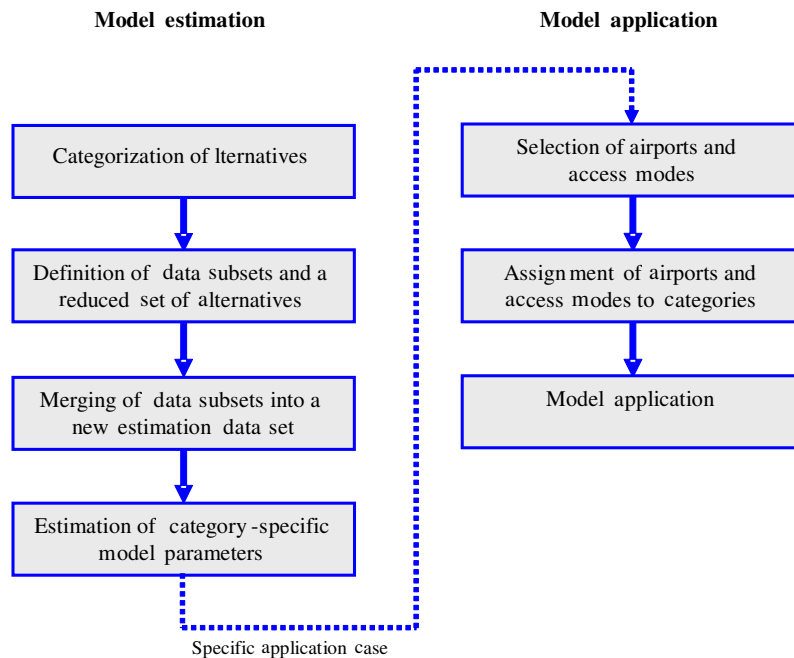 Model estimation
Categorization of lternatives
Definition of data subsets and a
reduced set of alternatives
Merging of data subsets into a
new estimation data set
Estimation of category-specific
model parameters
Specific application case
Model application
Selection of airports and
access modes
Assignment of airports and
access modes to categories
Model application